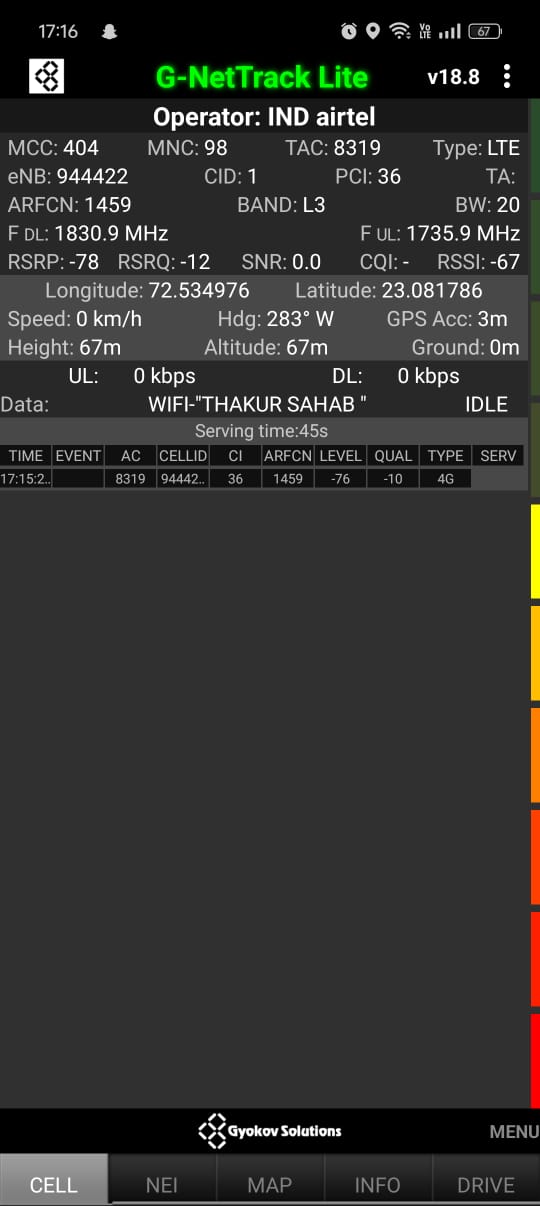 17:16 Vo LTE 67
G-NetTrack Lite v18.8
Operator: IND airtel
MCC: 404 MNC: 98 TAC: 8319 Type: LTE
eNB: 944422 CID: 1 PCI: 36 TA:
ARFCN: 1459 BAND: L3 BW: 20
F DL: 1830.9 MHz F UL: 1735.9 MHz
RSRP: -78 RSRQ: -12 SNR: 0.0 CQI: - RSSI: -67
Longitude: 72.534976 Latitude: 23.081786
Speed: 0 km/h Hdg: 283° W GPS Acc: 3m
Height: 67m Altitude: 67m Ground: 0m
UL: 0 kbps DL: 0 kbps
Data: WIFI-"THAKUR SAHAB " IDLE
Serving time:45s
TIME EVENT AC CELLID CI ARFCN LEVEL QUAL TYPE SERV
17:15:2.. 8319 94442.. 36 1459 -76 -10 4G
Gyokov Solutions MENU
CELL NEI MAP INFO DRIVE